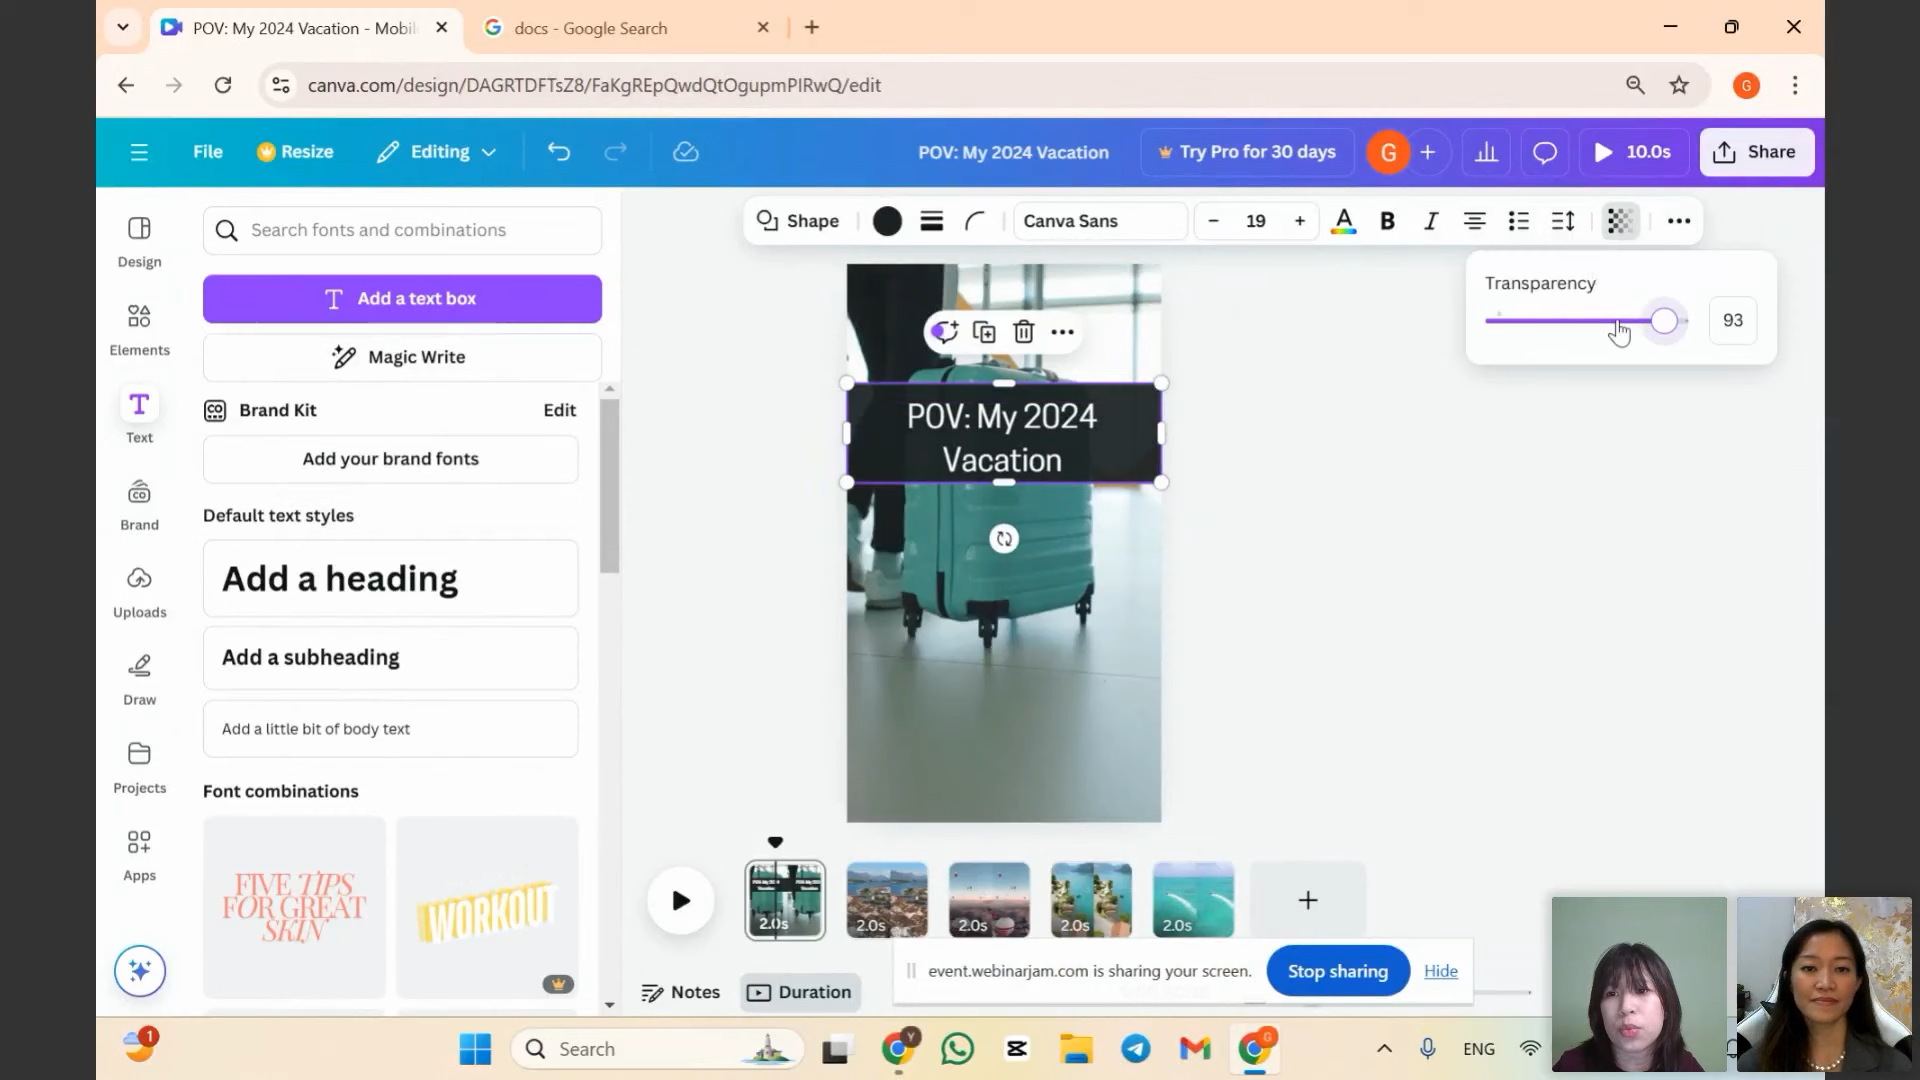 POV: My 2024 Vacation - Mobil
docs - Google Search
canva.com/design/DAGRTDFTsZ8/FaKgREpQwdQtOgupmPIRwQ/edit
G
File
Resize
Editing
POV: My 2024 Vacation
Try Pro for 30 days
G
10.0s
Share
Design
Elements
Text
Brand
Uploads
Draw
Projects
Apps
Search fonts and combinations
Add a text box
Magic Write
Brand Kit
Edit
Add your brand fonts
Default text styles
Add a heading
Add a subheading
Add a little bit of body text
Font combinations
FIVE TIPS
FOR GREAT
SKIN
WORKOUT
Shape
Canva Sans
19
A
B
I
Transparency
93
POV: My 2024
Vacation
2.0s
2.0s
2.0s
2.0s
2.0s
event.webinarjam.com is sharing your screen.
Stop sharing
Hide
Notes
Duration
1
Search
Y
G
ENG